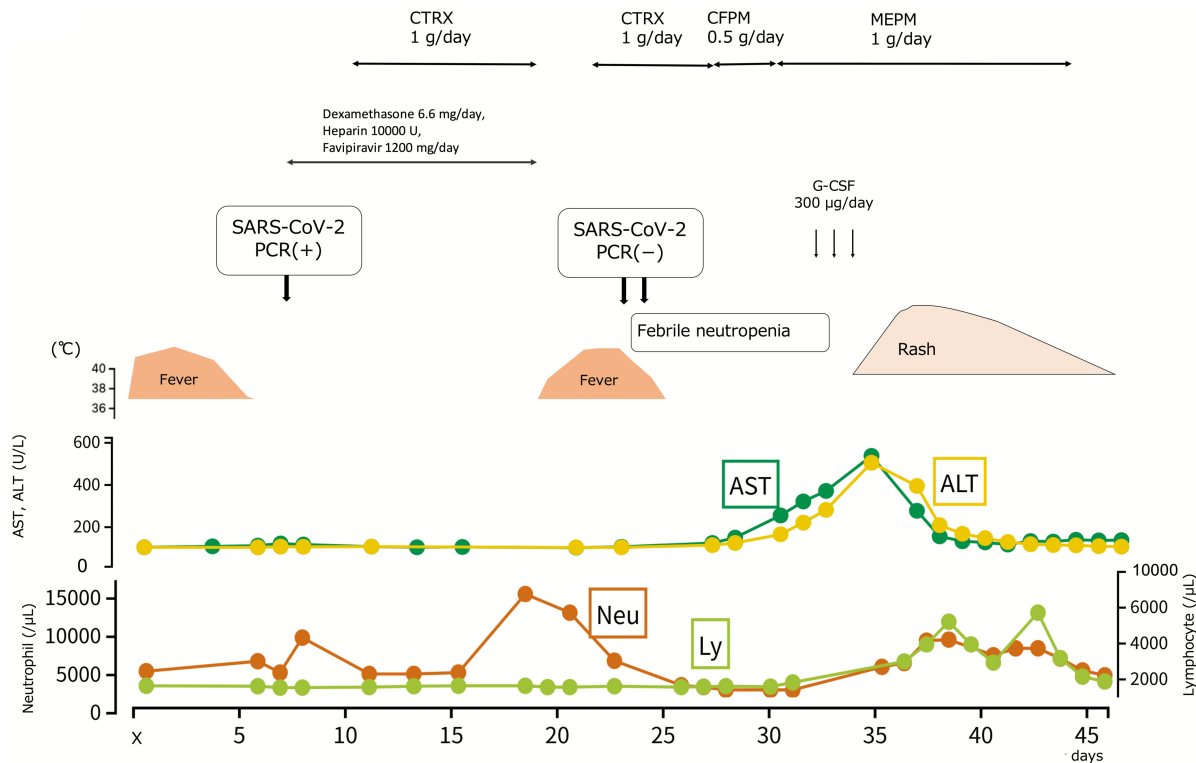 CTRX
1 g/day
CTRX
1 g/day
CFPM
0.5 g/day
MEPM
1 g/day
Dexamethasone 6.6 mg/day,
Heparin 10000 U,
Favipiravir 1200 mg/day
G-CSF
300 μg/day
SARS-CoV-2
PCR(+)
SARS-CoV-2
PCR(−)
Febrile neutropenia
(℃)
40
38
36
Fever
Fever
Rash
AST, ALT (U/L)
600
400
200
0
AST
ALT
Neutrophil (/μL)
15000
10000
5000
0
Neu
Ly
10000
6000
4000
2000
Lymphocyte (/μL)
X
5
10
15
20
25
30
35
40
45
days